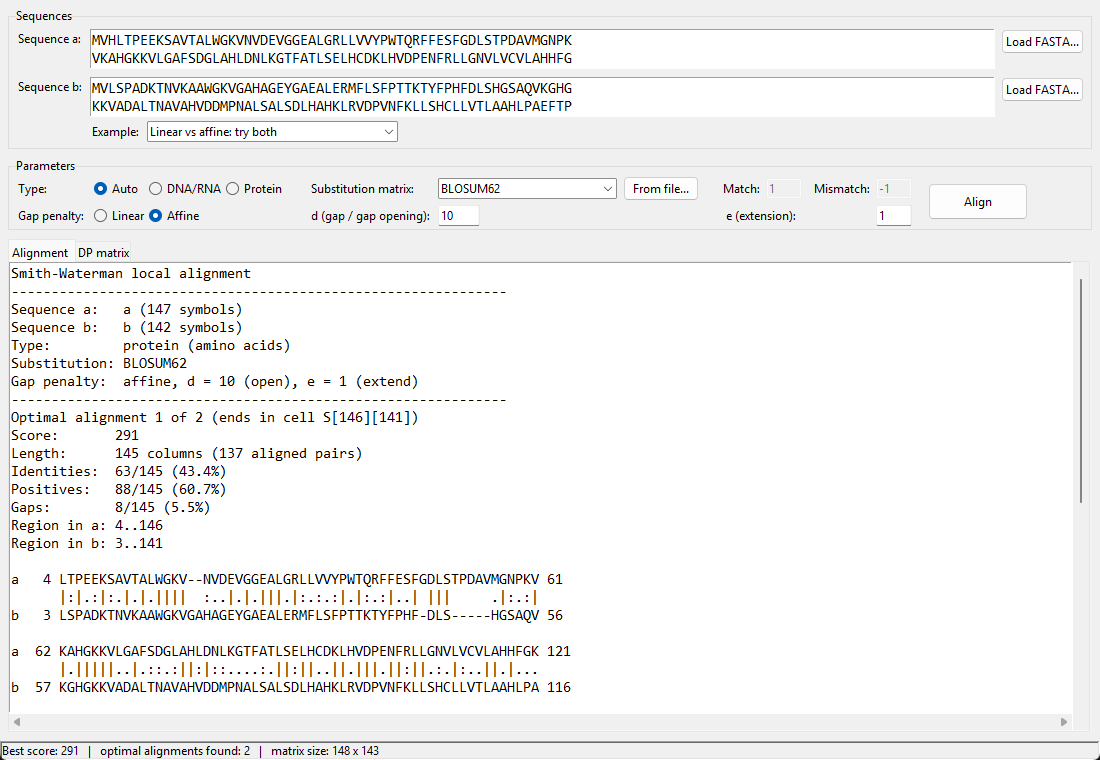 Sequences
Sequence a:
MVHLTPEEKSAVTALWGKVNVDEVGGEALGRLLVVYPWTQRFFESFGDLSTPDAVMGNPK
VKAHGKKVLGAFSDGLAHLDNLKGTFATLSELHCDKLHVDPENFRLLGNVLVCVLAHHFG
Load FASTA...
Sequence b:
MVLSPADKTNVKAAWGKVGAHAGEYGAEALERMFLSFPTTKTYFPHFDLSHGSAQVKGHG
KKVADALTNAVAHVDDMPNALSALSDLHAHKLRVDPVNFKLLSHCLLVTLAAHLPAEFTP
Load FASTA...
Example: Linear vs affine: try both
Parameters
Type: Auto DNA/RNA Protein Substitution matrix: BLOSUM62 From file... Match: 1 Mismatch: -1 Align
Gap penalty: Linear Affine d (gap / gap opening): 10 e (extension): 1
Alignment DP matrix
Smith-Waterman local alignment
-------------------------------------------------------------
Sequence a:   a (147 symbols)
Sequence b:   b (142 symbols)
Type:         protein (amino acids)
Substitution: BLOSUM62
Gap penalty:  affine, d = 10 (open), e = 1 (extend)
-------------------------------------------------------------
Optimal alignment 1 of 2 (ends in cell S[146][141])
Score:        291
Length:       145 columns (137 aligned pairs)
Identities:   63/145 (43.4%)
Positives:    88/145 (60.7%)
Gaps:         8/145 (5.5%)
Region in a: 4..146
Region in b: 3..141
a   4 LTPEEKSAVTALWGKV--NVDEVGGEALGRLLVVYPWTQRFFESFGDLSTPDAVMGNPKV 61
|:|.:|:.|.|.||||  :..|.|.|||.|:.:.:.|.|:.:|..| |||     .|:.:|
b   3 LSPADKTNVKAAWGKVGAHAGEYGAEALERMFLSFPTTKTYFPHF-DLS-----HGSAQV 56
a  62 KAHGKKVLGAFSDGLAHLDNLKGTFATLSELHCDKLHVDPENFRLLGNVLVCVLAHHFGK 121
|.|||||..|.::.:||:|::....:.||:||..||.|||.||:||.:.|:..||.|...
b  57 KGHGKKVADALTNAVAHVDDMPNALSALSDLHAHKLRVDPVNFKLLSHCLLVTLAAHLPA 116
Best score: 291 | optimal alignments found: 2 | matrix size: 148 x 143